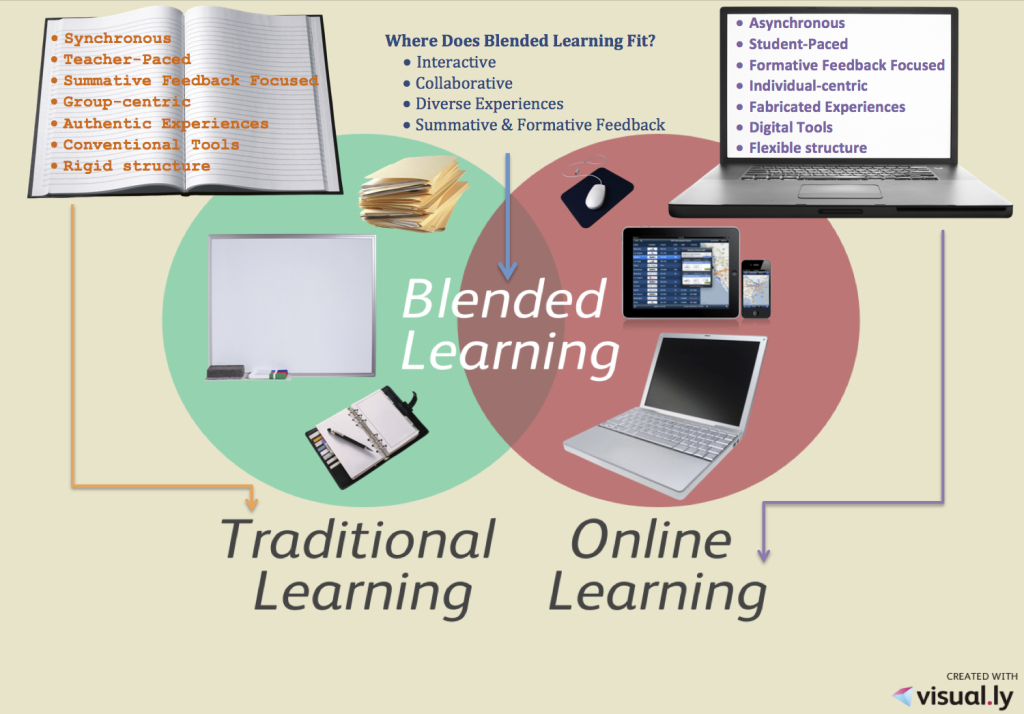 • Synchronous
• Teacher-Paced
• Summative Feedback Focused
• Group-centric
• Authentic Experiences
• Conventional Tools
• Rigid structure
Where Does Blended Learning Fit?
• Interactive
• Collaborative
• Diverse Experiences
• Summative & Formative Feedback
• Asynchronous
• Student-Paced
• Formative Feedback Focused
• Individual-centric
• Fabricated Experiences
• Digital Tools
• Flexible structure
Blended
Learning
Traditional
Learning
Online
Learning
CREATED WITH
visual.ly